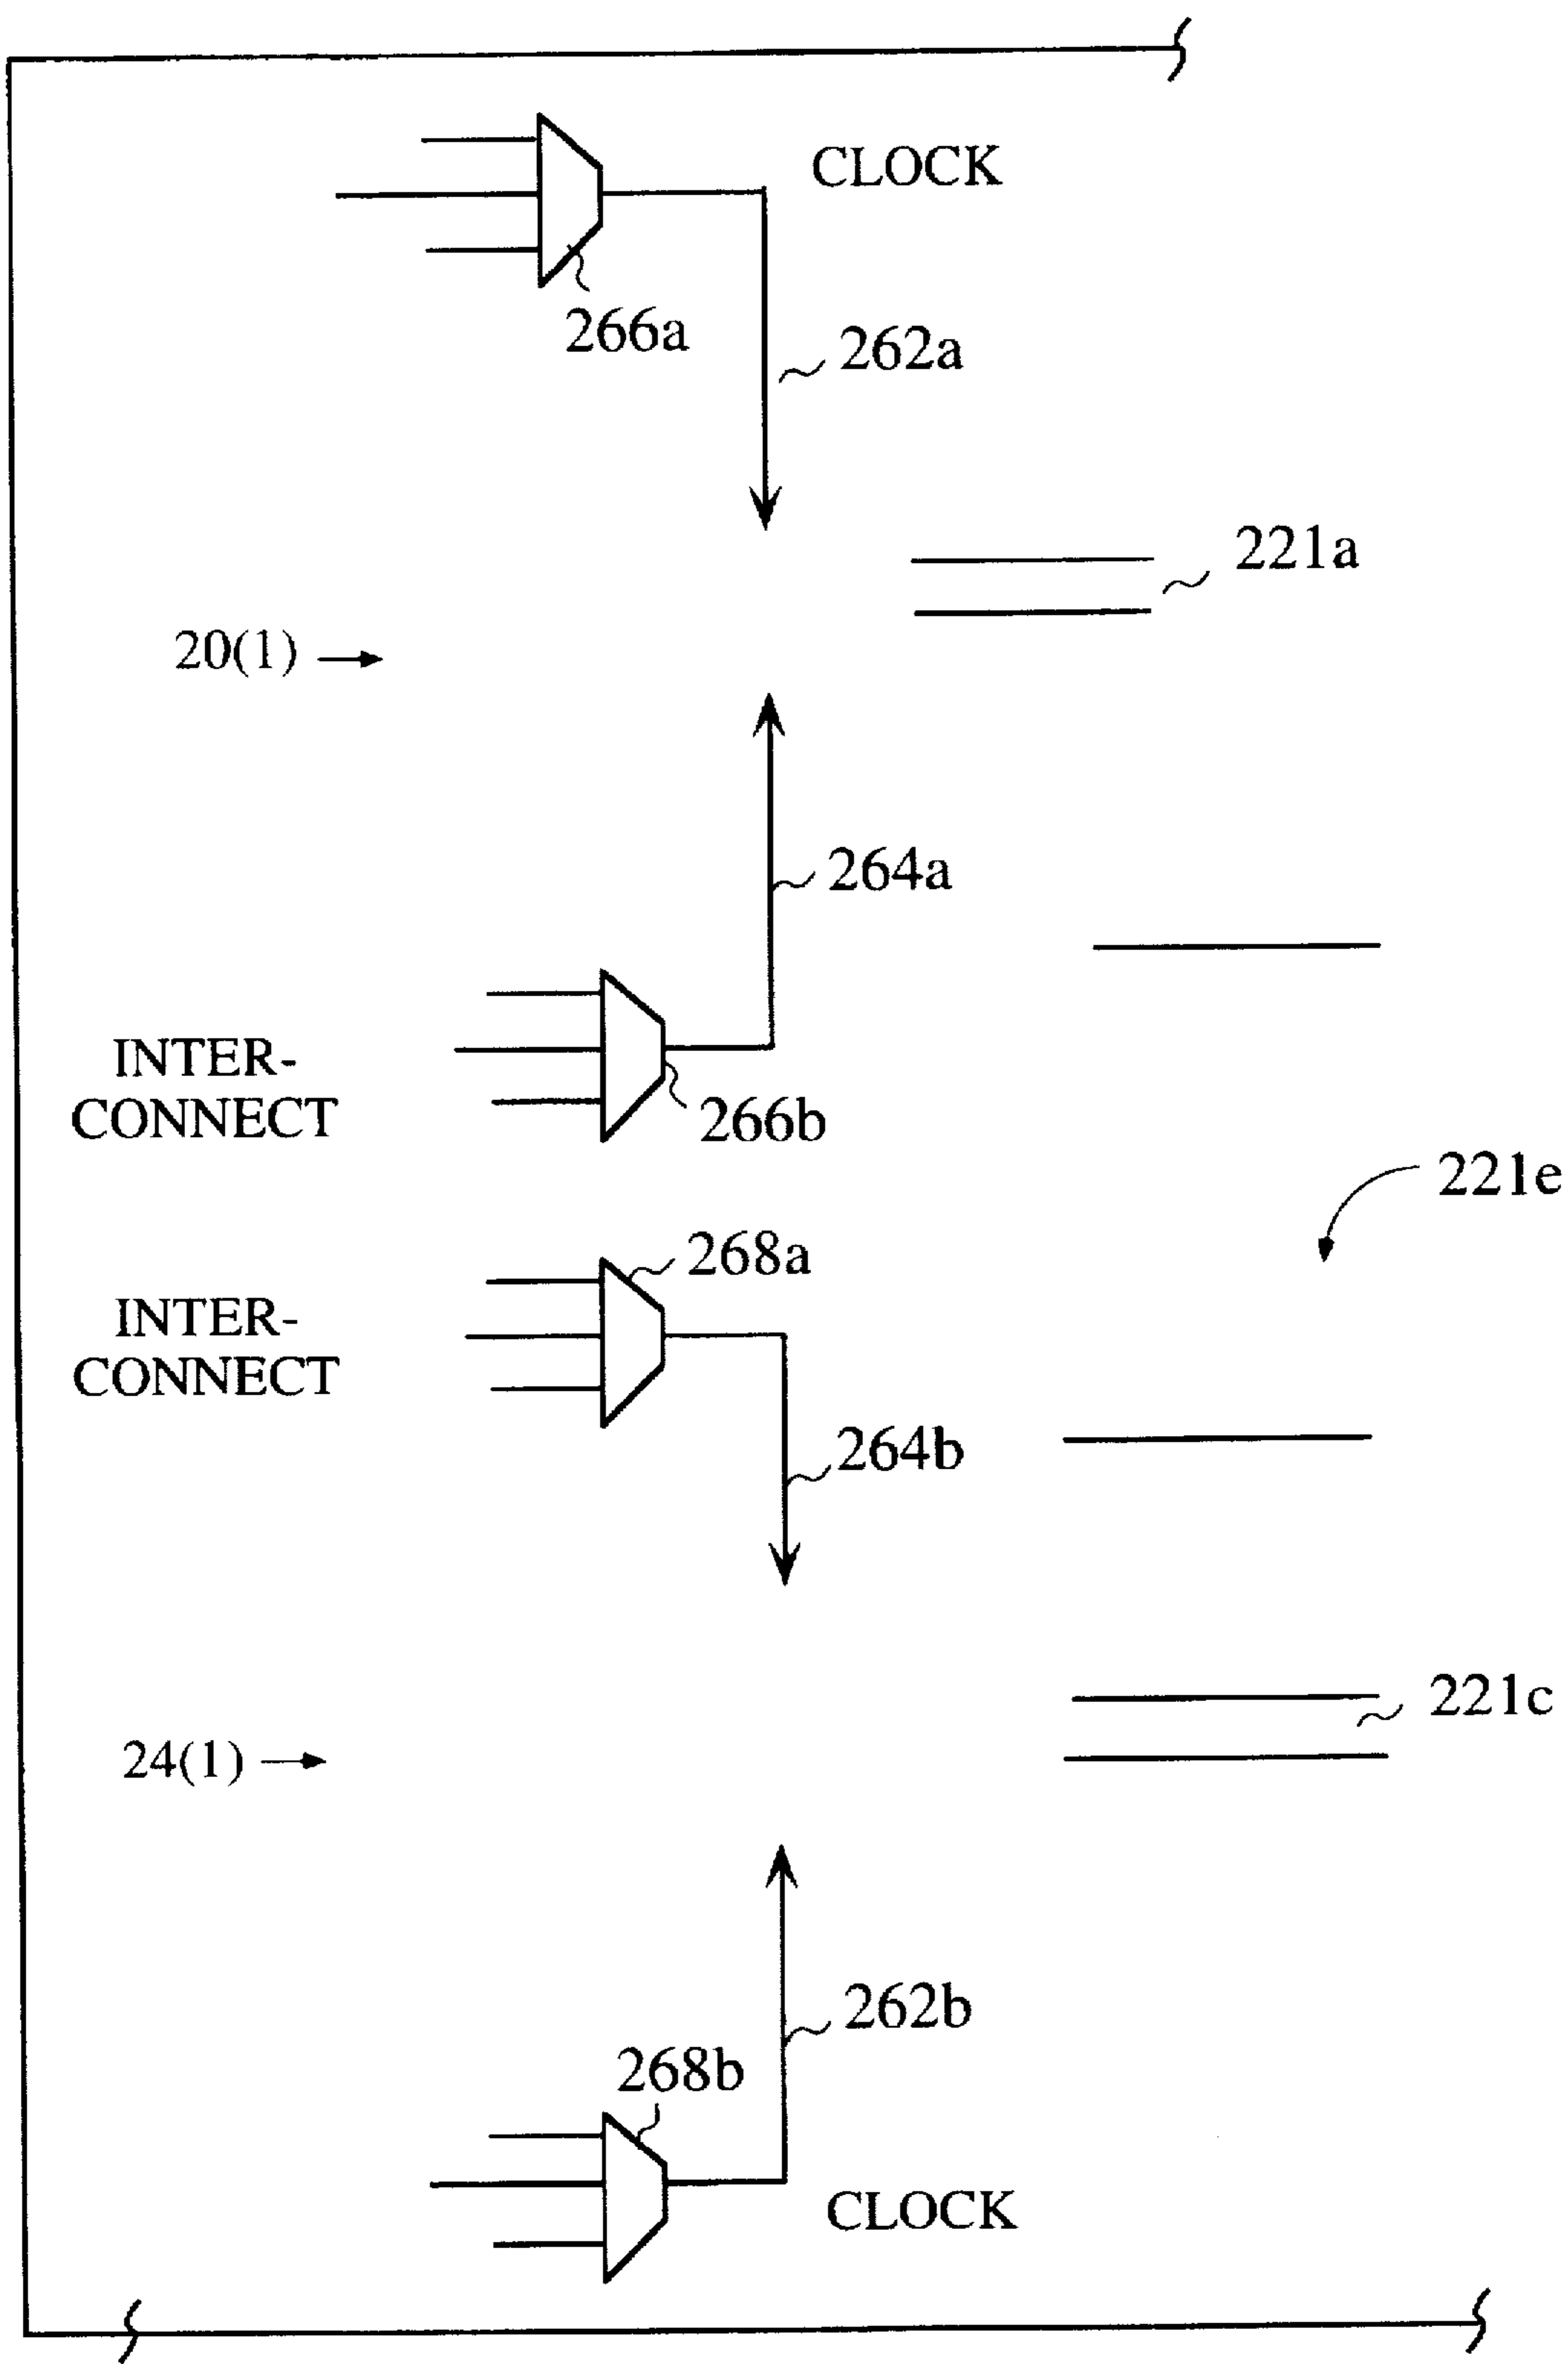 CLOCK
266a
262a
221a
20(1)
264a
INTER-
CONNECT
266b
221e
268a
INTER-
CONNECT
264b
221c
24(1)
262b
268b
CLOCK